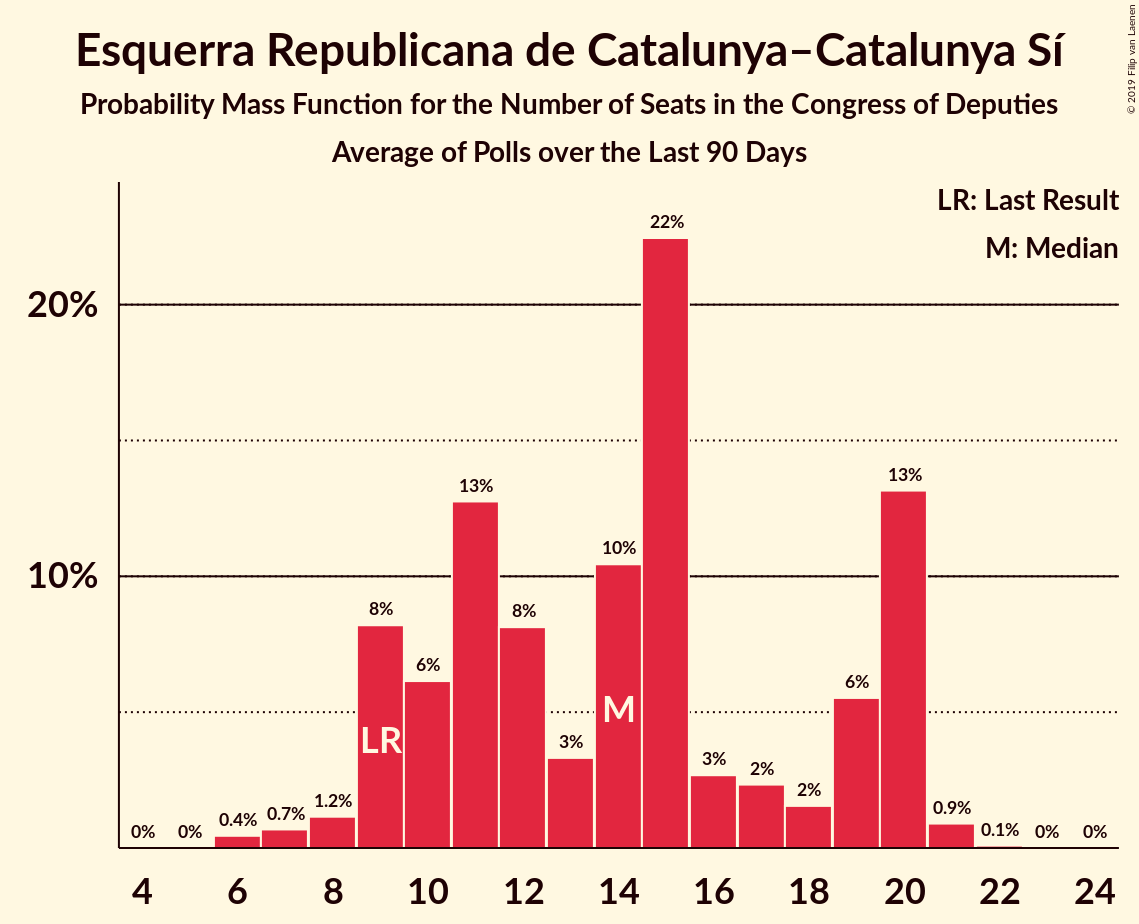 Esquerra Republicana de Catalunya–Catalunya Sí
Probability Mass Function for the Number of Seats in the Congress of Deputies
Average of Polls over the Last 90 Days
© 2019 Filip van Laenen
LR: Last Result
M: Median
20%
10%
0% 0% 0.4% 0.7% 1.2% 8% 6% 13% 8% 3% 10% 22% 3% 2% 2% 6% 13% 0.9% 0.1% 0% 0%
LR M
4 6 8 10 12 14 16 18 20 22 24